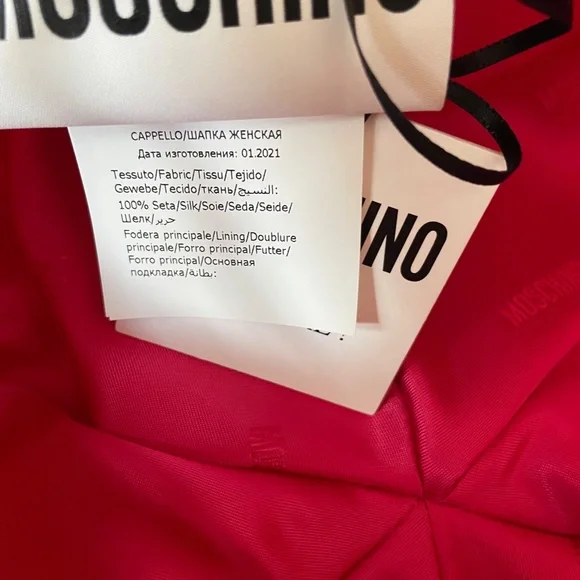 MOSCHINO
CAPPELLO/ШАПКА ЖЕНСКАЯ
Дата изготовления: 01.2021
Tessuto/Fabric/Tissu/Tejido/
Gewebe/Tecido/ткань/النسيج:
100% Seta/Silk/Soie/Seda/Seide/
Шелк/حرير
Fodera principale/Lining/Doublure
principale/Forro principal/Futter/
Forro principal/Основная
подкладка/بطانة:
INO
MOSCHINO